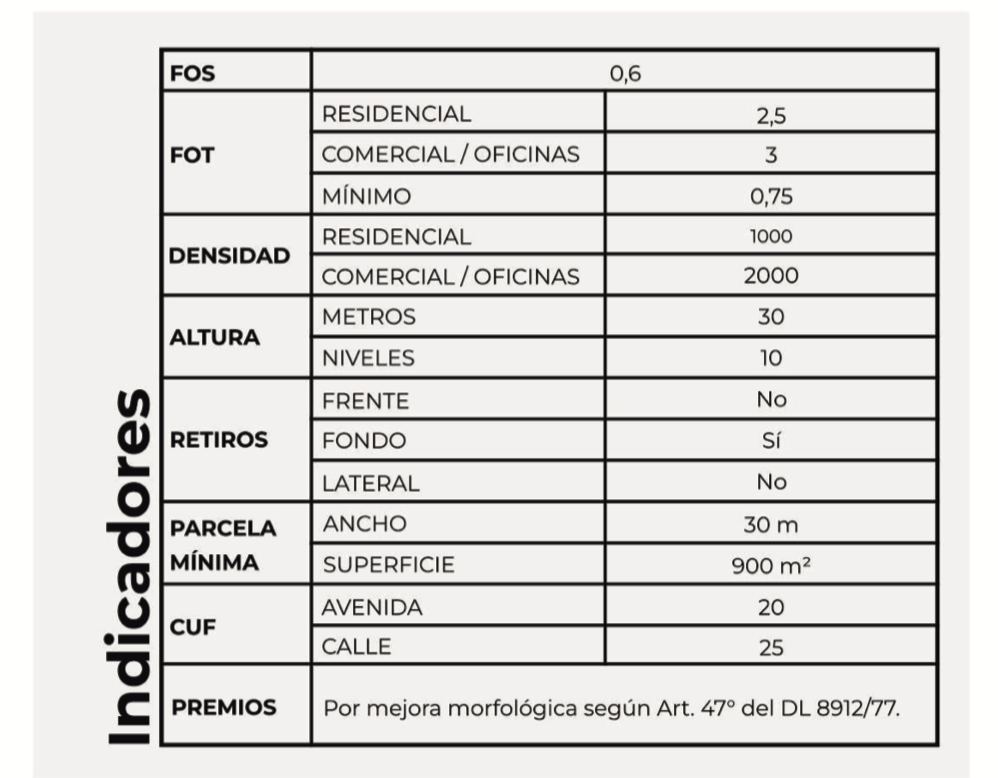 Indicadores
FOS 0,6
FOT
RESIDENCIAL 2,5
COMERCIAL / OFICINAS 3
MÍNIMO 0,75
DENSIDAD
RESIDENCIAL 1000
COMERCIAL / OFICINAS 2000
ALTURA
METROS 30
NIVELES 10
RETIROS
FRENTE No
FONDO Sí
LATERAL No
PARCELA
MÍNIMA
ANCHO 30 m
SUPERFICIE 900 m²
CUF
AVENIDA 20
CALLE 25
PREMIOS Por mejora morfológica según Art. 47º del DL 8912/77.